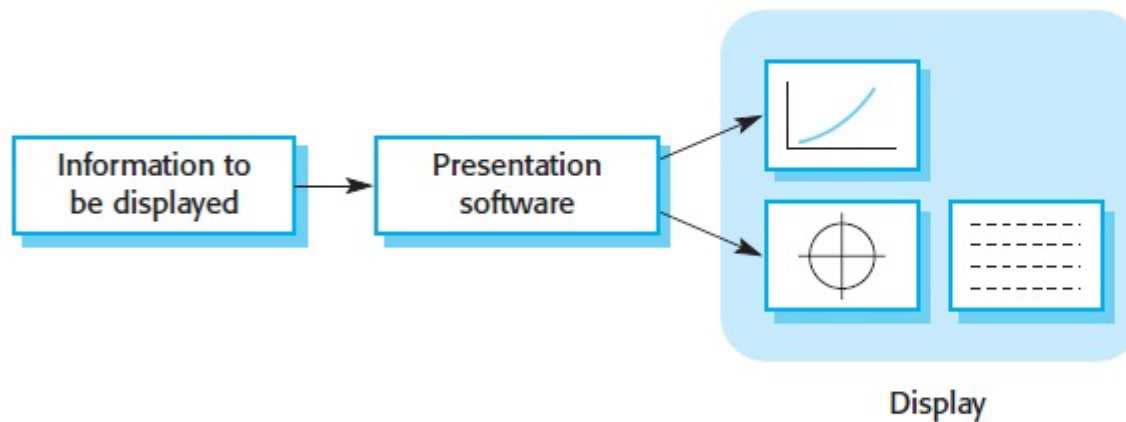 Information to
be displayed
Presentation
software
Display